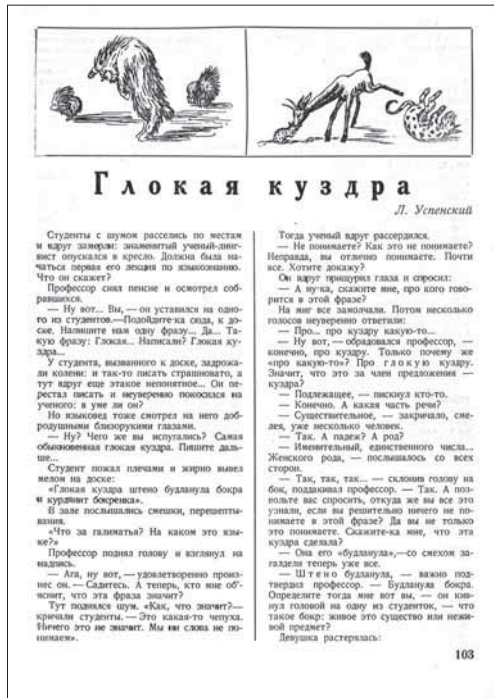 Глокая куздра
Л. Успенский
Студенты с шумом расселись по местам
и вдруг замерли: знаменитый ученый-линг-
вист опускался в кресло. Должна была на-
чаться первая его лекция по языкознанию.
Что он скажет?
Профессор снял пенсне и осмотрел соб-
равшихся.
— Ну вот... Вы, — он уставился на одно-
го из студентов.—Подойдите-ка сюда, к до-
ске. Напишите нам одну фразу... Да... Та-
кую фразу: Глокая... Написали? Глокая ку-
здра...
У студента, вызванного к доске, задрожа-
ли колени: и так-то писать страшновато, а
тут вдруг еще этакое непонятное... Он пе-
рестал писать и неуверенно покосился на
ученого: в уме ли он?
Но языковед тоже смотрел на него доб-
родушными близорукими глазами.
— Ну? Чего же вы испугались? Самая
обыкновенная глокая куздра. Пишите даль-
ше...
Студент пожал плечами и жирно вывел
мелом на доске:
«Глокая куздра штено будланула бокра
и курдячит бокренка».
В зале послышались смешки, перешепты-
вания.
«Что за галиматья? На каком это язы-
ке?»
Профессор поднял голову и взглянул на
надпись.
— Ага, ну вот, — удовлетворенно произ-
нес он. — Садитесь. А теперь, кто мне об'-
яснит, что эта фраза значит?
Тут поднялся шум. «Как, что значит?—
кричали студенты. — Это какая-то чепуха.
Ничего это не значит. Мы ни слова не по-
нимаем».
Тогда ученый вдруг рассердился.
— Не понимаете? Как это не понимаете?
Неправда, вы отлично понимаете. Почти
все. Хотите докажу?
Он вдруг прищурил глаза и спросил:
— А ну-ка, скажите мне, про кого гово-
рится в этой фразе?
На миг все замолчали. Потом несколько
голосов неуверенно ответили:
— Про... про куздру какую-то...
— Ну вот, — обрадовался профессор, —
конечно, про куздру. Только почему же
«про какую-то»? Про глокую куздру.
Значит, что это за член предложения —
куздра?
— Подлежащее, — пискнул кто-то.
— Конечно. А какая часть речи?
— Существительное, — закричало, сме-
лея, уже несколько человек.
— Так. А падеж? А род?
— Именительный, единственного числа...
Женского рода, — послышалось со всех
сторон.
— Так, так, так... — склонив голову на
бок, поддакивал профессор. — Так. А поз-
вольте вас спросить, откуда же вы все это
узнали, если вы решительно ничего не по-
нимаете в этой фразе? Да вы не только
это понимаете. Скажите-ка мне, что эта
куздра сделала?
— Она его «будланула»,—со смехом за-
галдели теперь уже все.
— Штено будланула, — важно под-
твердил профессор. — Будланула бокра.
Определите тогда мне вот вы, — он кив-
нул головой на одну из студенток, — что
такое бокр: живое это существо или нежи-
вой предмет?
Девушка растерялась:
103